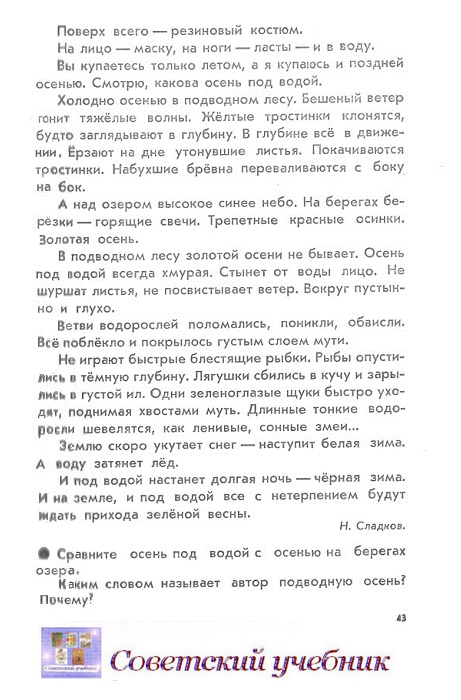 Поверх всего — резиновый костюм.
На лицо — маску, на ноги — ласты — и в воду.
Вы купаетесь только летом, а я купаюсь и поздней
осенью. Смотрю, какова осень под водой.
Холодно осенью в подводном лесу. Бешеный ветер
гонит тяжёлые волны. Жёлтые тростинки клонятся,
будто заглядывают в глубину. В глубине всё в движе-
нии. Ёрзают на дне утонувшие листья. Покачиваются
тростинки. Набухшие брёвна переваливаются с боку
на бок.
А над озером высокое синее небо. На берегах бе-
рёзки — горящие свечи. Трепетные красные осинки.
Золотая осень.
В подводном лесу золотой осени не бывает. Осень
под водой всегда хмурая. Стынет от воды лицо. Не
шуршат листья, не посвистывает ветер. Вокруг пустын-
но и глухо.
Ветви водорослей поломались, поникли, обвисли.
Всё поблёкло и покрылось густым слоем мути.
Не играют быстрые блестящие рыбки. Рыбы опусти-
лись в тёмную глубину. Лягушки сбились в кучу и зары-
лись в густой ил. Одни зеленоглазые щуки быстро ухо-
дят, поднимая хвостами муть. Длинные тонкие водо-
росли шевелятся, как ленивые, сонные змеи...
Землю скоро укутает снег — наступит белая зима.
А воду затянет лёд.
И под водой настанет долгая ночь — чёрная зима.
И на земле, и под водой все с нетерпением будут
ждать прихода зелёной весны.
Н. Сладков.
● Сравните осень под водой с осенью на берегах
озера.
Каким словом называет автор подводную осень?
Почему?
43
Советский учебник
Советский учебник